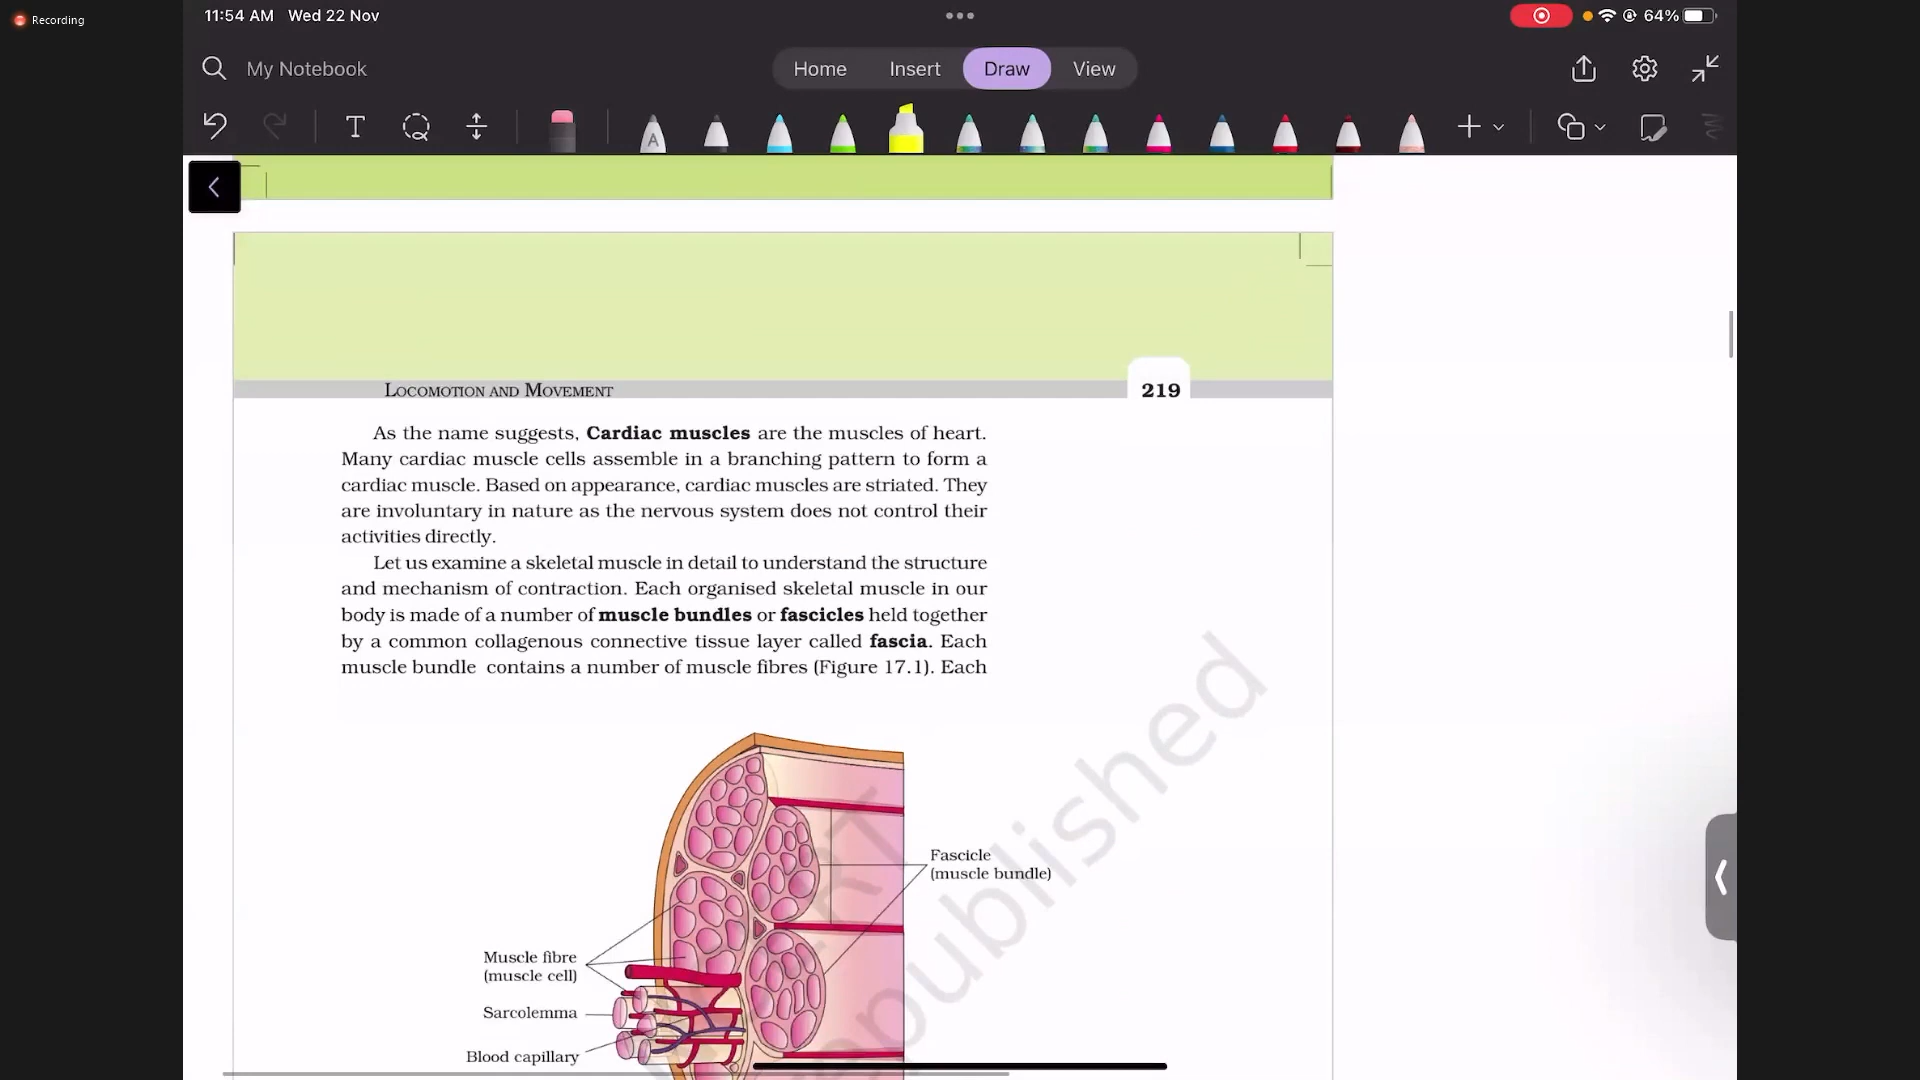 Recording
11:54 AM Wed 22 Nov
64%
My Notebook
Home Insert Draw View
T
A
LOCOMOTION AND MOVEMENT
219
As the name suggests, Cardiac muscles are the muscles of heart.
Many cardiac muscle cells assemble in a branching pattern to form a
cardiac muscle. Based on appearance, cardiac muscles are striated. They
are involuntary in nature as the nervous system does not control their
activities directly.
Let us examine a skeletal muscle in detail to understand the structure
and mechanism of contraction. Each organised skeletal muscle in our
body is made of a number of muscle bundles or fascicles held together
by a common collagenous connective tissue layer called fascia. Each
muscle bundle contains a number of muscle fibres (Figure 17.1). Each
Fascicle
(muscle bundle)
Muscle fibre
(muscle cell)
Sarcolemma
Blood capillary